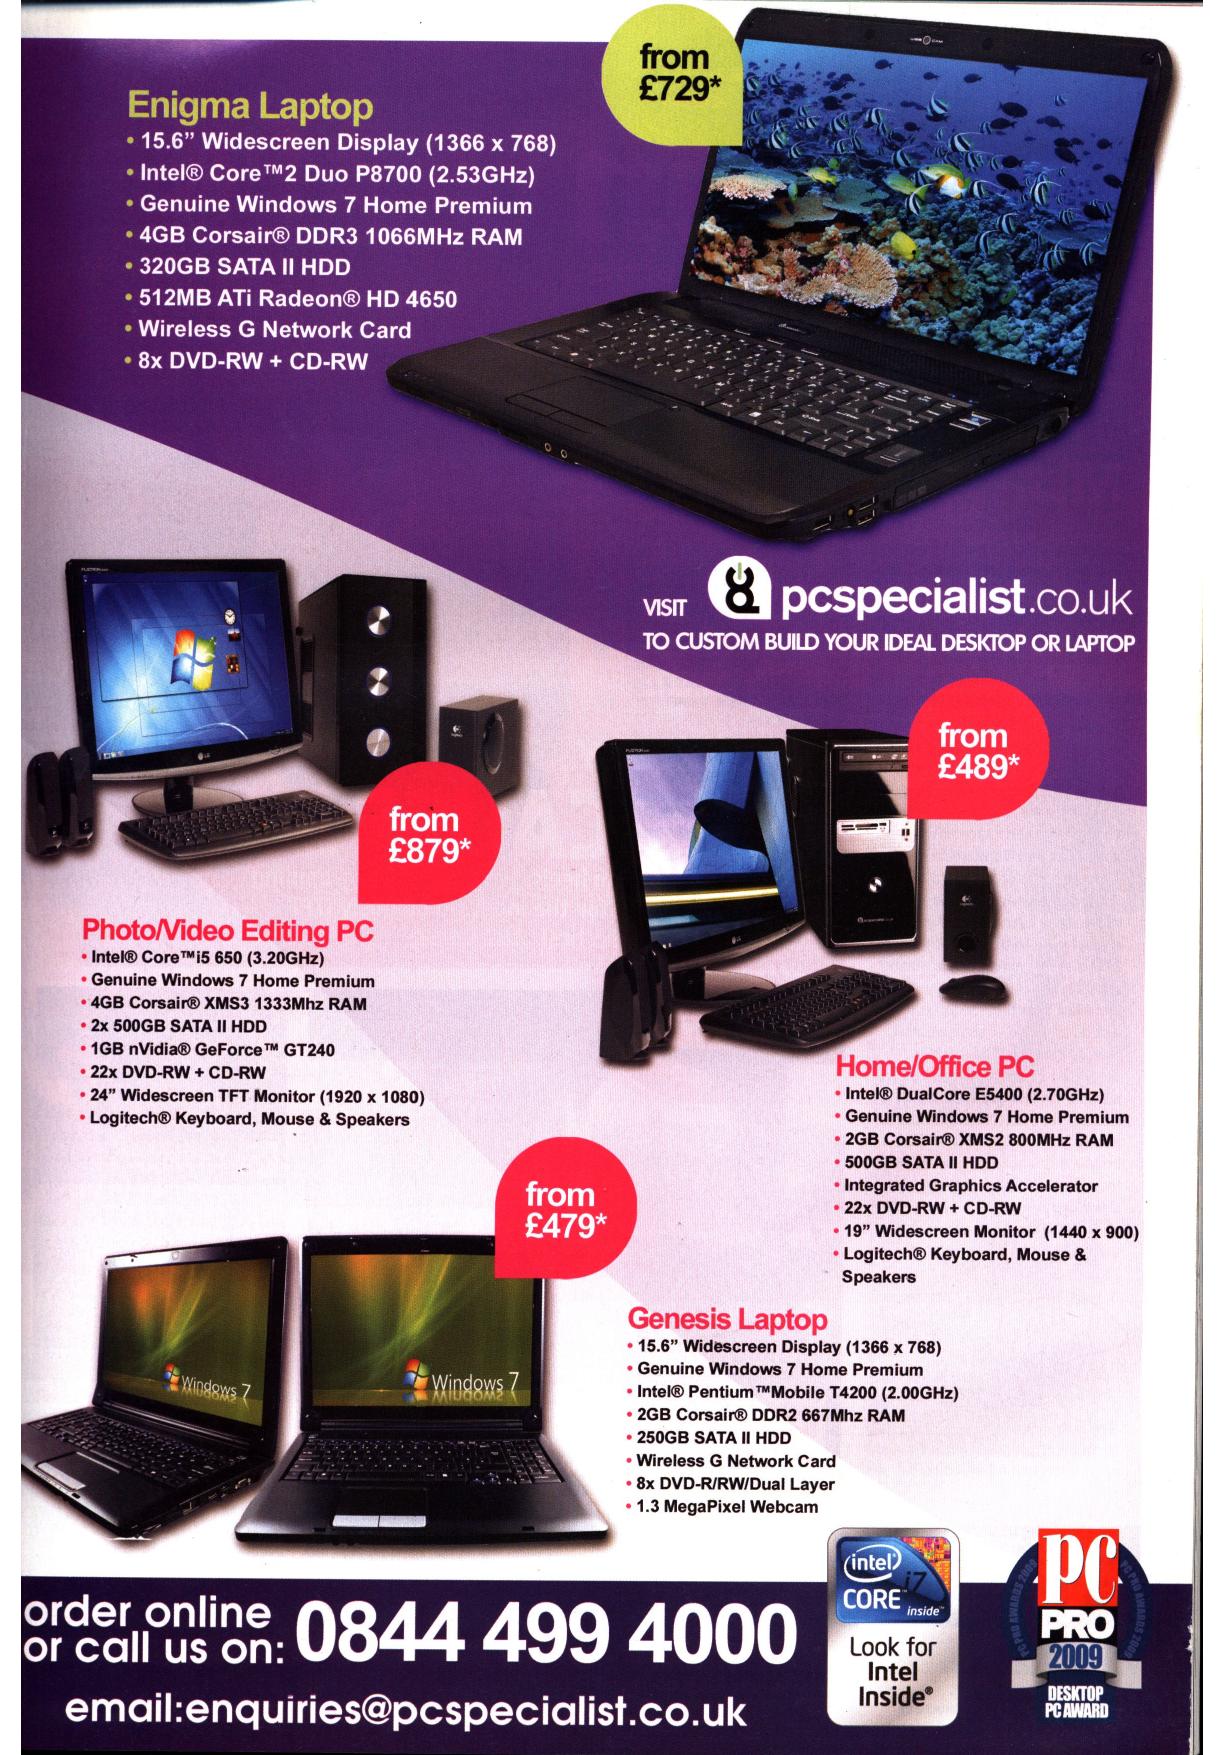 from
£729*
Enigma Laptop
• 15.6” Widescreen Display (1366 x 768)
• Intel® Core™2 Duo P8700 (2.53GHz)
• Genuine Windows 7 Home Premium
• 4GB Corsair® DDR3 1066MHz RAM
• 320GB SATA II HDD
• 512MB ATi Radeon® HD 4650
• Wireless G Network Card
• 8x DVD-RW + CD-RW
VISIT pcspecialist.co.uk
TO CUSTOM BUILD YOUR IDEAL DESKTOP OR LAPTOP
from
£879*
Photo/Video Editing PC
• Intel® Core™i5 650 (3.20GHz)
• Genuine Windows 7 Home Premium
• 4GB Corsair® XMS3 1333Mhz RAM
• 2x 500GB SATA II HDD
• 1GB nVidia® GeForce™ GT240
• 22x DVD-RW + CD-RW
• 24” Widescreen TFT Monitor (1920 x 1080)
• Logitech® Keyboard, Mouse & Speakers
from
£489*
Home/Office PC
• Intel® DualCore E5400 (2.70GHz)
• Genuine Windows 7 Home Premium
• 2GB Corsair® XMS2 800MHz RAM
• 500GB SATA II HDD
• Integrated Graphics Accelerator
• 22x DVD-RW + CD-RW
• 19” Widescreen Monitor (1440 x 900)
• Logitech® Keyboard, Mouse &
Speakers
from
£479*
Windows 7
Windows 7
Genesis Laptop
• 15.6” Widescreen Display (1366 x 768)
• Genuine Windows 7 Home Premium
• Intel® Pentium™Mobile T4200 (2.00GHz)
• 2GB Corsair® DDR2 667Mhz RAM
• 250GB SATA II HDD
• Wireless G Network Card
• 8x DVD-R/RW/Dual Layer
• 1.3 MegaPixel Webcam
order online
or call us on: 0844 499 4000
email:enquiries@pcspecialist.co.uk
intel
CORE i7
inside™
Look for
Intel
Inside®
PC PRO AWARDS 2009
PC
PRO
2009
DESKTOP
PC AWARD
PC PRO AWARDS 2009